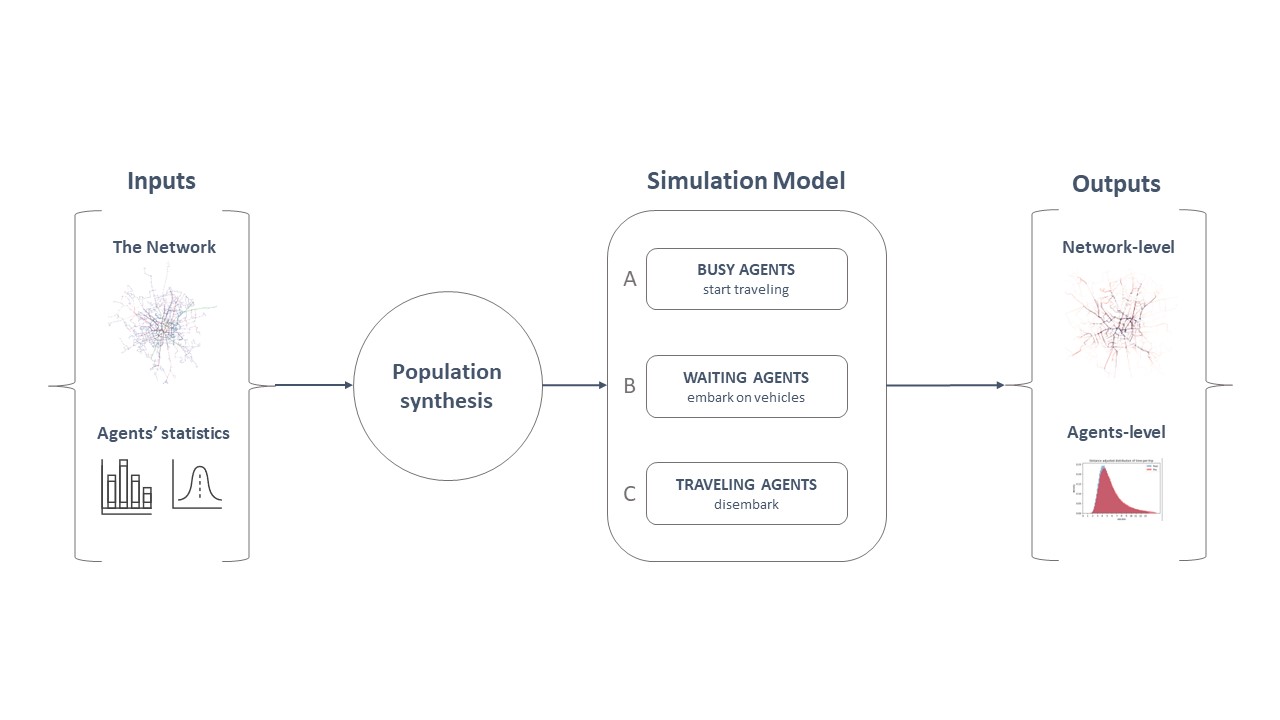 Inputs
The Network
Agents’ statistics
Population
synthesis
Simulation Model
A
BUSY AGENTS
start traveling
B
WAITING AGENTS
embark on vehicles
C
TRAVELING AGENTS
disembark
Outputs
Network-level
Agents-level